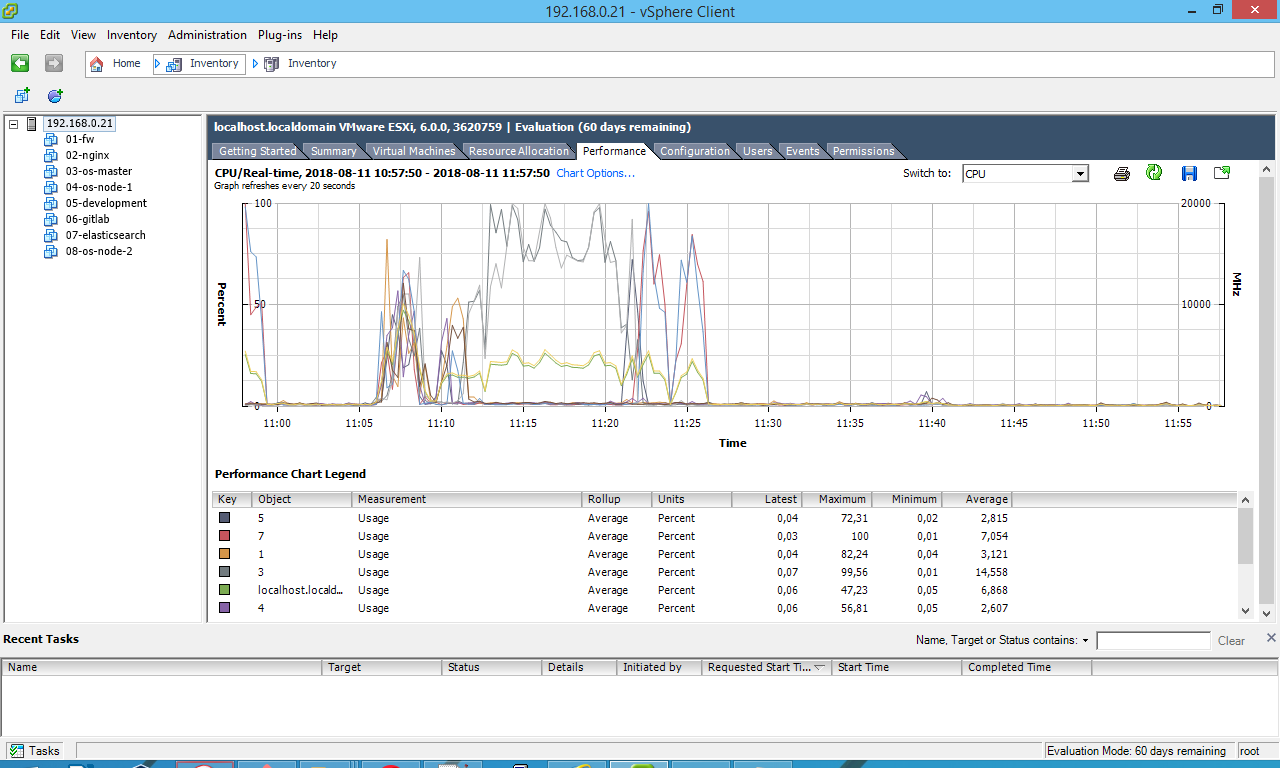 192.168.0.21 - vSphere Client
File Edit View Inventory Administration Plug-ins Help
Home Inventory Inventory
192.168.0.21
01-fw
02-nginx
03-os-master
04-os-node-1
05-development
06-gitlab
07-elasticsearch
08-os-node-2
localhost.localdomain VMware ESXi, 6.0.0, 3620759 | Evaluation (60 days remaining)
Getting Started Summary Virtual Machines Resource Allocation Performance Configuration Users Events Permissions
CPU/Real-time, 2018-08-11 10:57:50 - 2018-08-11 11:57:50 Chart Options...
Graph refreshes every 20 seconds
Switch to: CPU
100 20000
Percent
50 10000
MHz
0 0
11:00 11:05 11:10 11:15 11:20 11:25 11:30 11:35 11:40 11:45 11:50 11:55
Time
Performance Chart Legend
Key Object Measurement Rollup Units Latest Maximum Minimum Average
5 Usage Average Percent 0,04 72,31 0,02 2,815
7 Usage Average Percent 0,03 100 0,01 7,054
1 Usage Average Percent 0,04 82,24 0,04 3,121
3 Usage Average Percent 0,07 99,56 0,01 14,558
localhost.locald... Usage Average Percent 0,06 47,23 0,05 6,868
4 Usage Average Percent 0,06 56,81 0,05 2,607
Recent Tasks
Name, Target or Status contains: Clear
Name Target Status Details Initiated by Requested Start Ti... Start Time Completed Time
Tasks
Evaluation Mode: 60 days remaining root